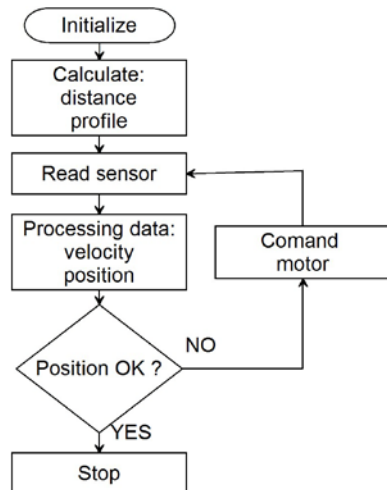 Initialize
Calculate:
distance
profile
Read sensor
Processing data:
velocity
position
Comand
motor
Position OK ?
NO
YES
Stop